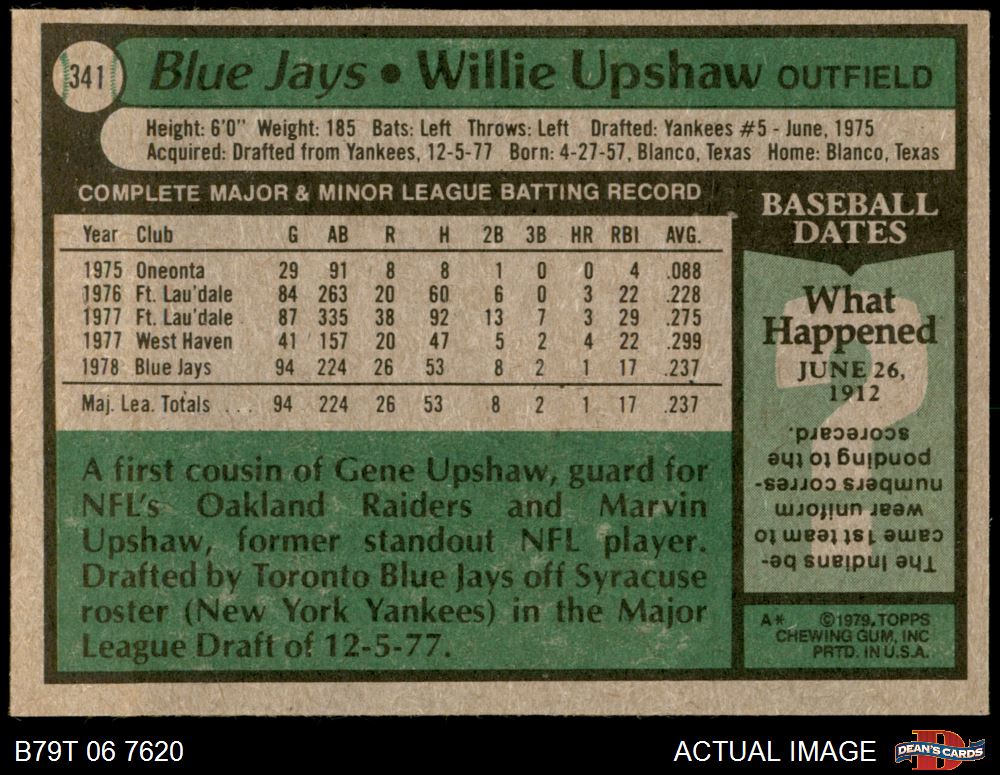 341 Blue Jays • Willie Upshaw OUTFIELD
Height: 6'0" Weight: 185 Bats: Left Throws: Left Drafted: Yankees #5 - June, 1975
Acquired: Drafted from Yankees, 12-5-77 Born: 4-27-57, Blanco, Texas Home: Blanco, Texas
COMPLETE MAJOR & MINOR LEAGUE BATTING RECORD
Year Club G AB R H 2B 3B HR RBI AVG.
1975 Oneonta 29 91 8 8 1 0 0 4 .088
1976 Ft. Lau'dale 84 263 20 60 6 0 3 22 .228
1977 Ft. Lau'dale 87 335 38 92 13 7 3 29 .275
1977 West Haven 41 157 20 47 5 2 4 22 .299
1978 Blue Jays 94 224 26 53 8 2 1 17 .237
Maj. Lea. Totals ... 94 224 26 53 8 2 1 17 .237
A first cousin of Gene Upshaw, guard for
NFL's Oakland Raiders and Marvin
Upshaw, former standout NFL player.
Drafted by Toronto Blue Jays off Syracuse
roster (New York Yankees) in the Major
League Draft of 12-5-77.
BASEBALL
DATES
What
Happened
JUNE 26,
1912
The Indians be-
came 1st team to
wear uniform
numbers corres-
ponding to the
scorecard.
A* ©1979, TOPPS
CHEWING GUM, INC
PRTD. IN U.S.A.
B79T 06 7620
ACTUAL IMAGE
D
DEAN'S CARDS